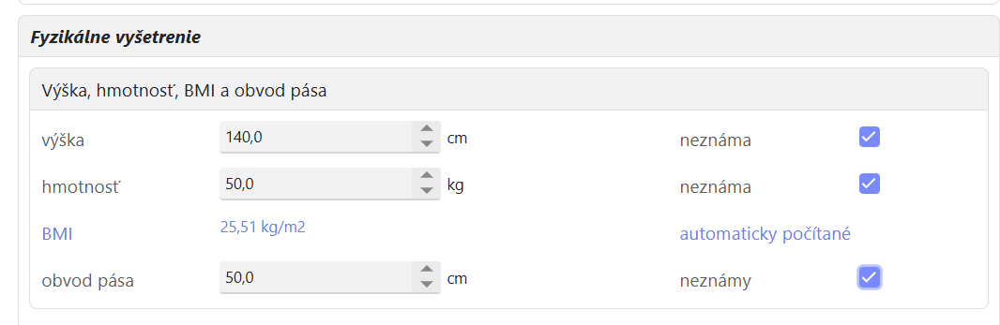 Fyzikálne vyšetrenie
Výška, hmotnosť, BMI a obvod pása
výška 140,0 cm neznáma
hmotnosť 50,0 kg neznáma
BMI 25,51 kg/m2 automaticky počítané
obvod pása 50,0 cm neznámy